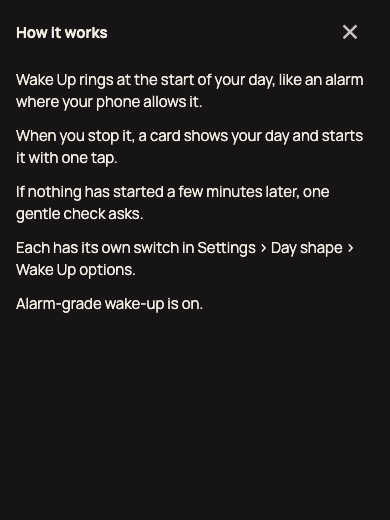 How it works
Wake Up rings at the start of your day, like an alarm
where your phone allows it.
When you stop it, a card shows your day and starts
it with one tap.
If nothing has started a few minutes later, one
gentle check asks.
Each has its own switch in Settings › Day shape ›
Wake Up options.
Alarm-grade wake-up is on.